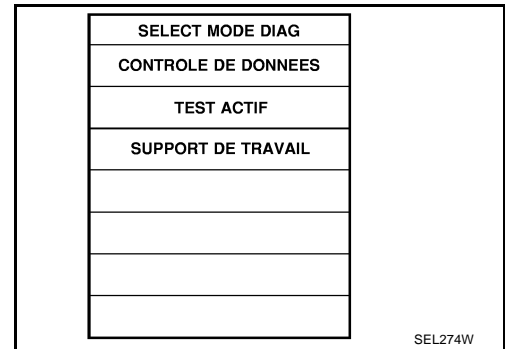 SELECT MODE DIAG
CONTROLE DE DONNEES
TEST ACTIF
SUPPORT DE TRAVAIL
SEL274W